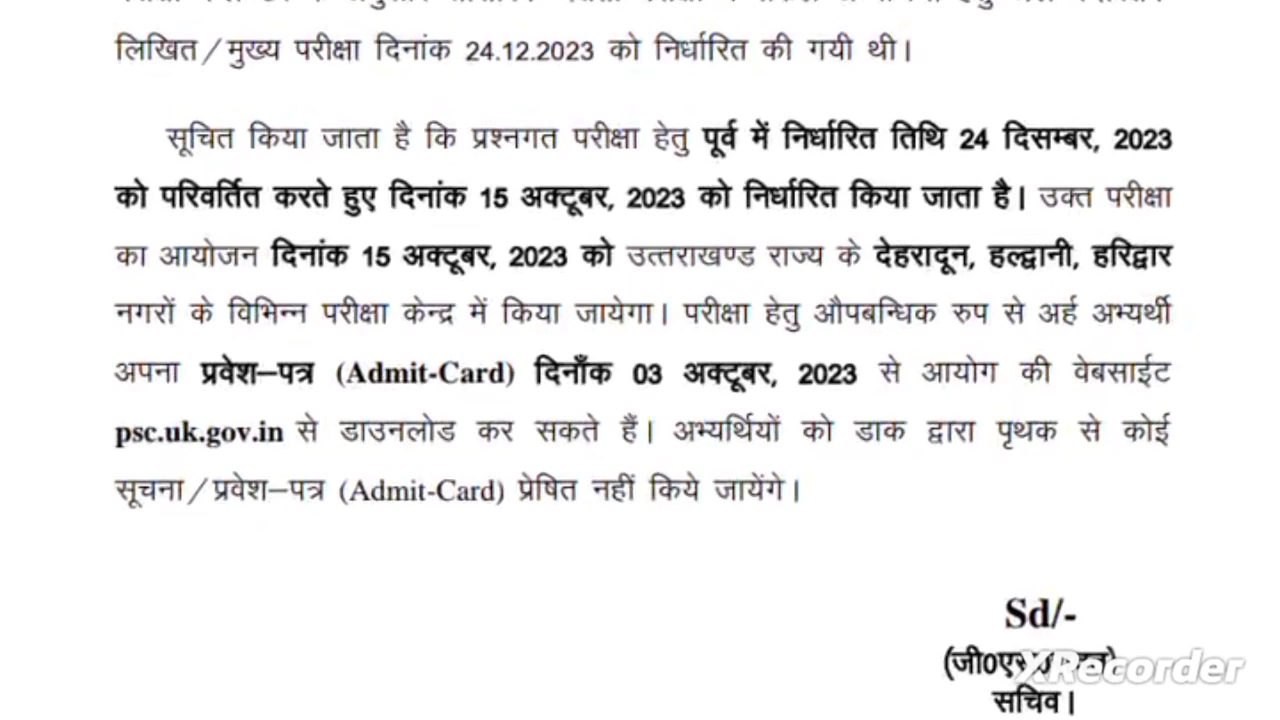 लिखित/मुख्य परीक्षा दिनांक 24.12.2023 को निर्धारित की गयी थी।
सूचित किया जाता है कि प्रश्नगत परीक्षा हेतु पूर्व में निर्धारित तिथि 24 दिसम्बर, 2023
को परिवर्तित करते हुए दिनांक 15 अक्टूबर, 2023 को निर्धारित किया जाता है। उक्त परीक्षा
का आयोजन दिनांक 15 अक्टूबर, 2023 को उत्तराखण्ड राज्य के देहरादून, हल्द्वानी, हरिद्वार
नगरों के विभिन्न परीक्षा केन्द्र में किया जायेगा। परीक्षा हेतु औपबन्धिक रुप से अर्ह अभ्यर्थी
अपना प्रवेश–पत्र (Admit-Card) दिनाँक 03 अक्टूबर, 2023 से आयोग की वेबसाईट
psc.uk.gov.in से डाउनलोड कर सकते हैं। अभ्यर्थियों को डाक द्वारा पृथक से कोई
सूचना/प्रवेश–पत्र (Admit-Card) प्रेषित नहीं किये जायेंगे।
Sd/-
XRecorder
सचिव।